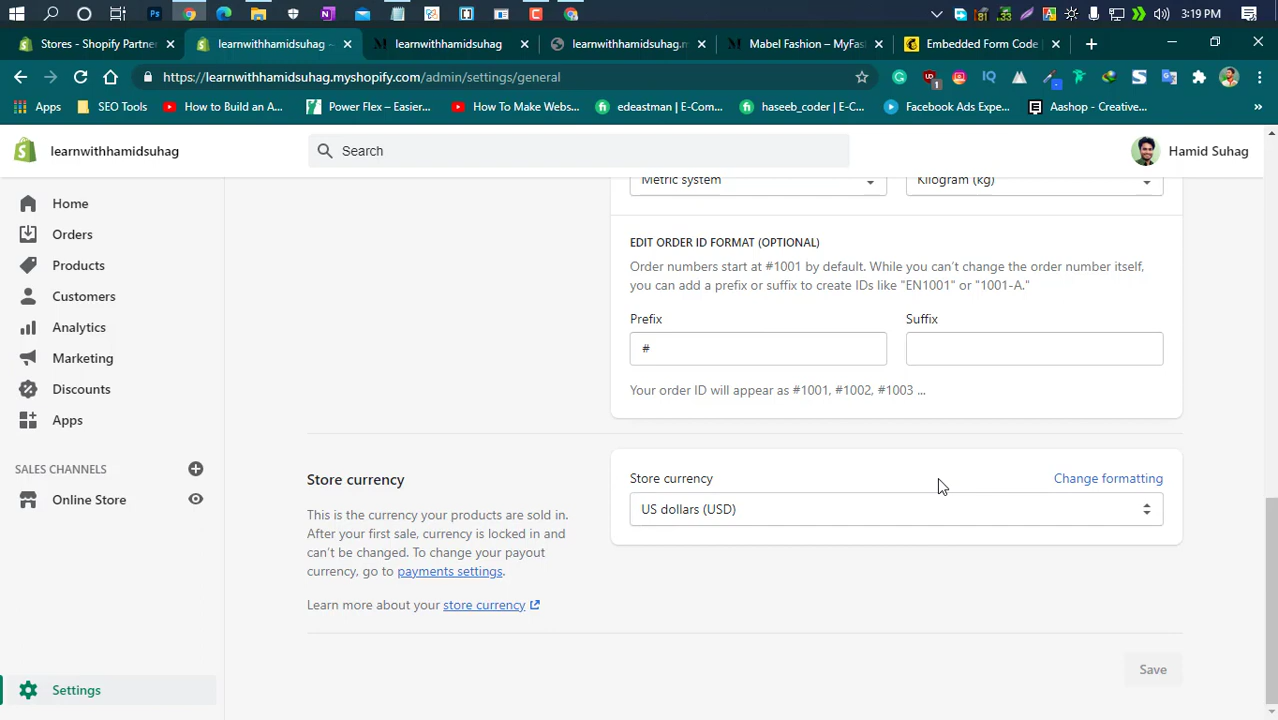 3:19 PM
Stores - Shopify Partne
learnwithhamidsuhag ~
learnwithhamidsuhag
learnwithhamidsuhag.m
Mabel Fashion – MyFas
Embedded Form Code |
https://learnwithhamidsuhag.myshopify.com/admin/settings/general
Apps
SEO Tools
How to Build an A...
Power Flex – Easier...
How To Make Webs...
edeastman | E-Com...
haseeb_coder | E-C...
Facebook Ads Expe...
Aashop - Creative...
»
learnwithhamidsuhag
Search
Hamid Suhag
Home
Orders
Products
Customers
Analytics
Marketing
Discounts
Apps
SALES CHANNELS
Online Store
Settings
Metric system
Kilogram (kg)
EDIT ORDER ID FORMAT (OPTIONAL)
Order numbers start at #1001 by default. While you can’t change the order number itself,
you can add a prefix or suffix to create IDs like "EN1001" or "1001-A."
Prefix
Suffix
#
Your order ID will appear as #1001, #1002, #1003 ...
Store currency
This is the currency your products are sold in.
After your first sale, currency is locked in and
can’t be changed. To change your payout
currency, go to payments settings.
Learn more about your store currency
Store currency
Change formatting
US dollars (USD)
Save